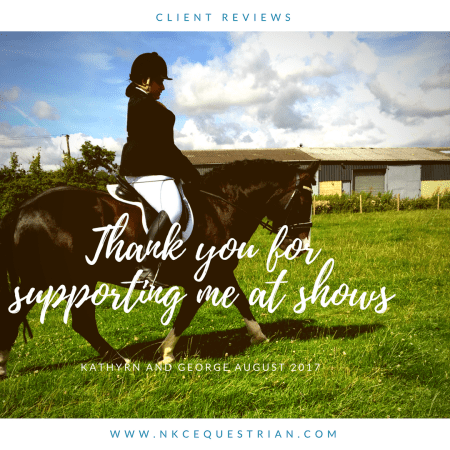 CLIENT REVIEWS
Thank you for
supporting me at shows
KATHYRN AND GEORGE AUGUST 2017
WWW.NKCEQUESTRIAN.COM